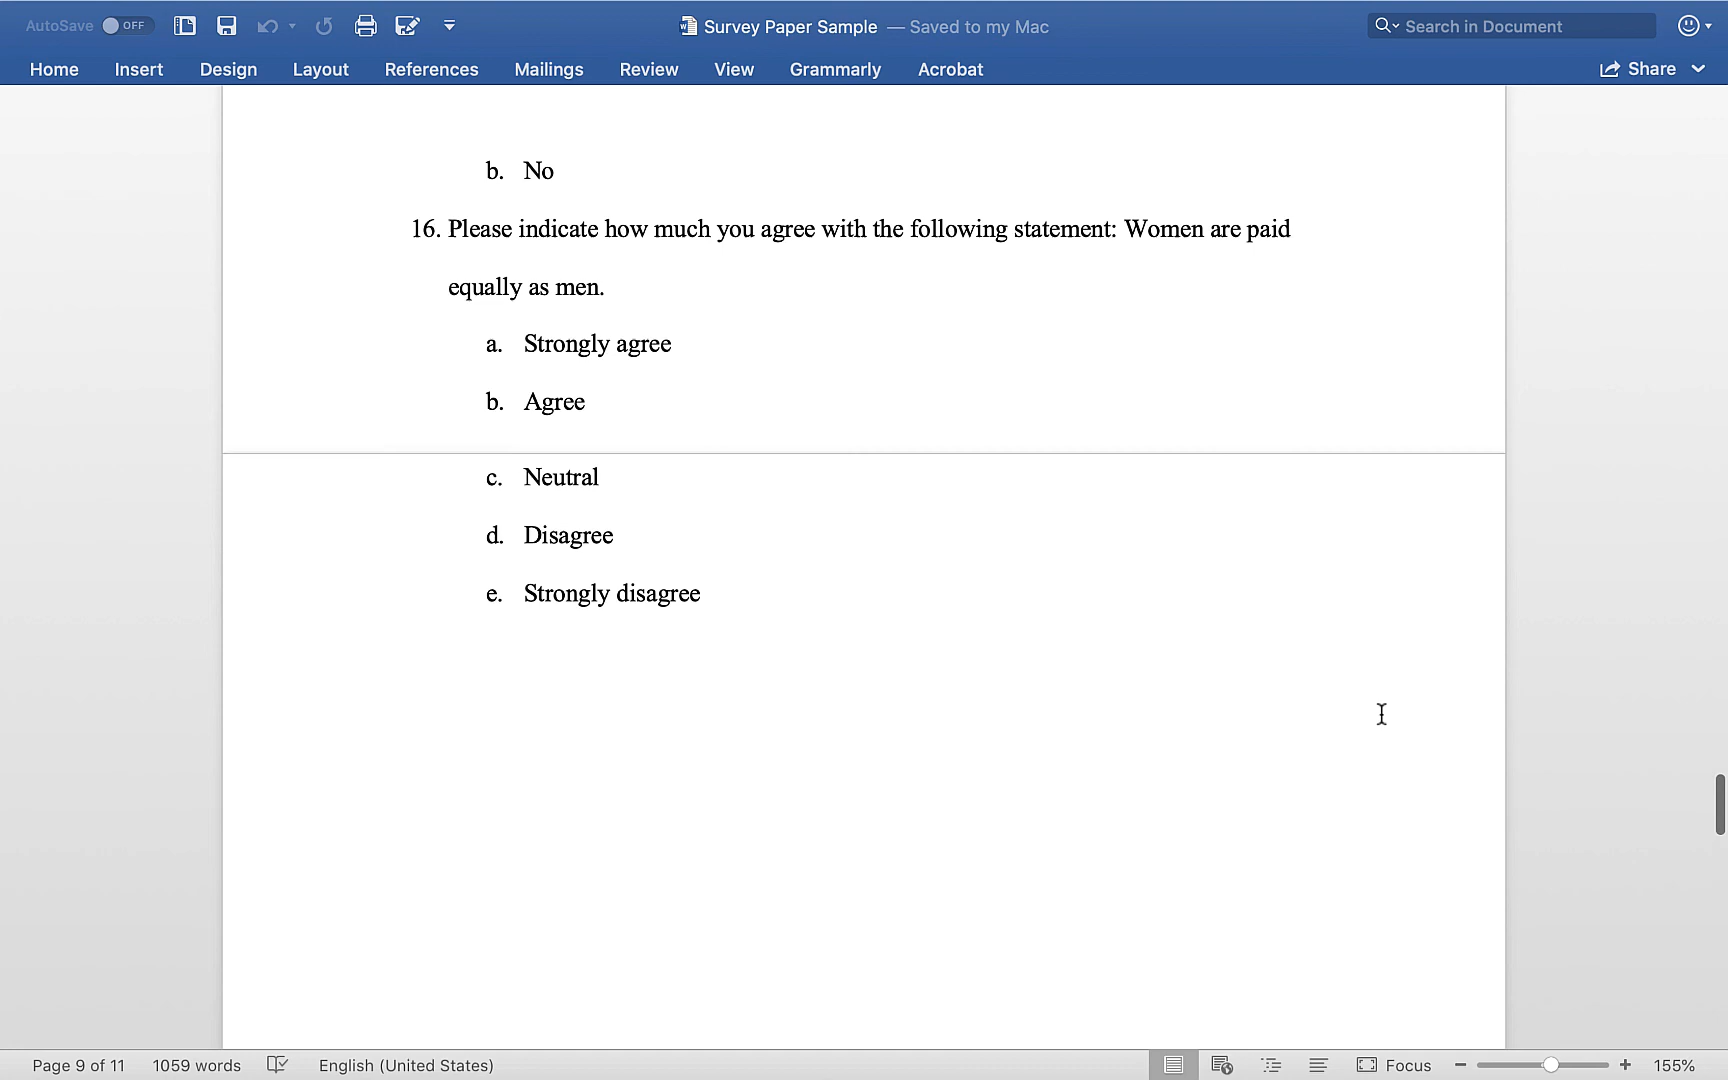 AutoSave OFF Survey Paper Sample — Saved to my Mac Search in Document
Home Insert Design Layout References Mailings Review View Grammarly Acrobat Share
b. No
16. Please indicate how much you agree with the following statement: Women are paid
equally as men.
a. Strongly agree
b. Agree
c. Neutral
d. Disagree
e. Strongly disagree
Page 9 of 11 1059 words English (United States) Focus 155%